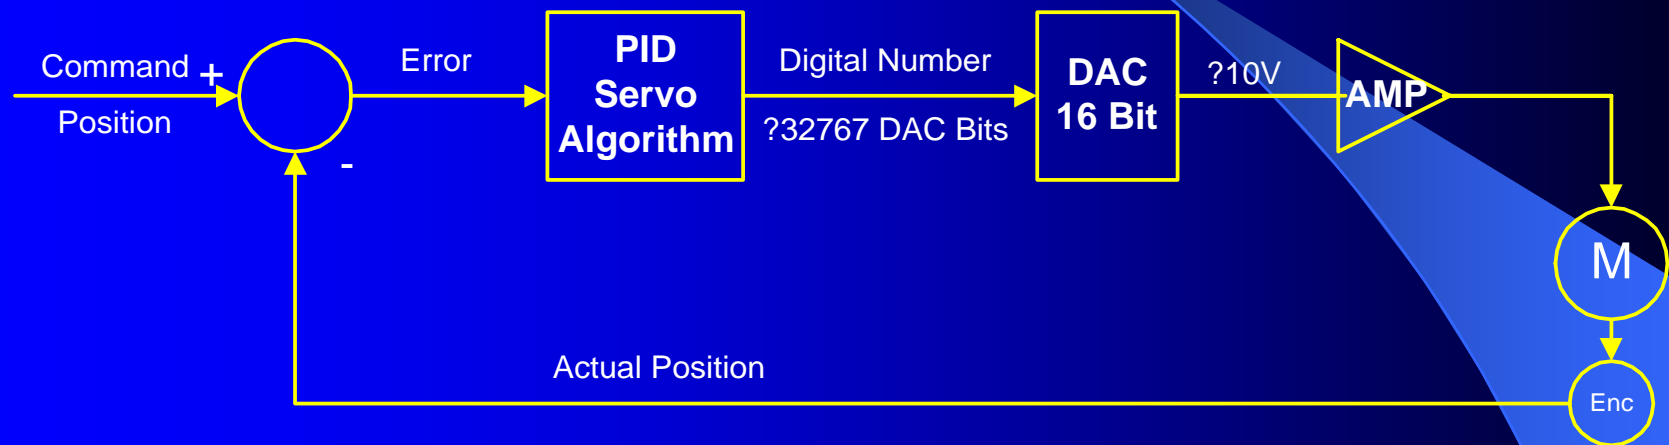 Command
Position
+
-
Error
PID
Servo
Algorithm
Digital Number
?32767 DAC Bits
DAC
16 Bit
?10V
AMP
M
Enc
Actual Position